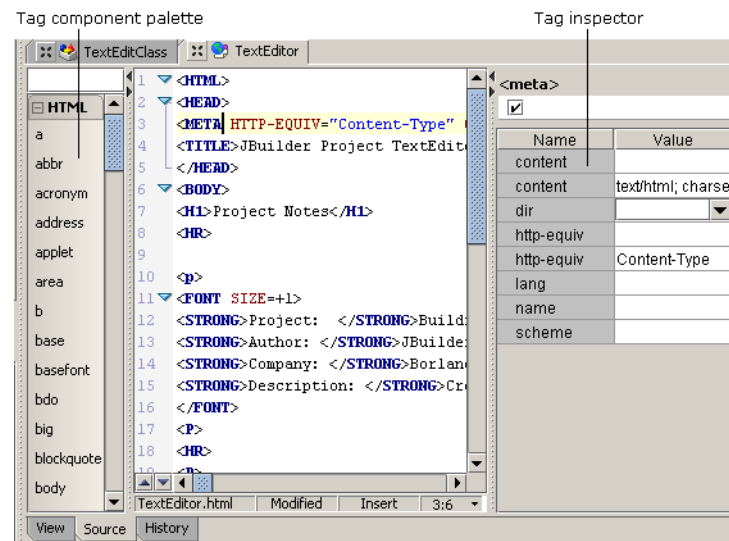 Tag component palette
Tag inspector
TextEditClass
TextEditor
HTML
a
abbr
acronym
address
applet
area
b
base
basefont
bdo
big
blockquote
body
1 <HTML>
2 <HEAD>
3 <META HTTP-EQUIV="Content-Type"
4 <TITLE>JBuilder Project TextEdit
5 </HEAD>
6 <BODY>
7 <H1>Project Notes</H1>
8 <HR>
9
10 <p>
11 <FONT SIZE=+1>
12 <STRONG>Project:  </STRONG>Build
13 <STRONG>Author: </STRONG>JBuilde
14 <STRONG>Company: </STRONG>Borlan
15 <STRONG>Description: </STRONG>Cr
16 </FONT>
17 <P>
18 <HR>
<meta>
Name Value
content
content text/html; charse
dir
http-equiv
http-equiv Content-Type
lang
name
scheme
TextEditor.html Modified Insert 3:6
View Source History